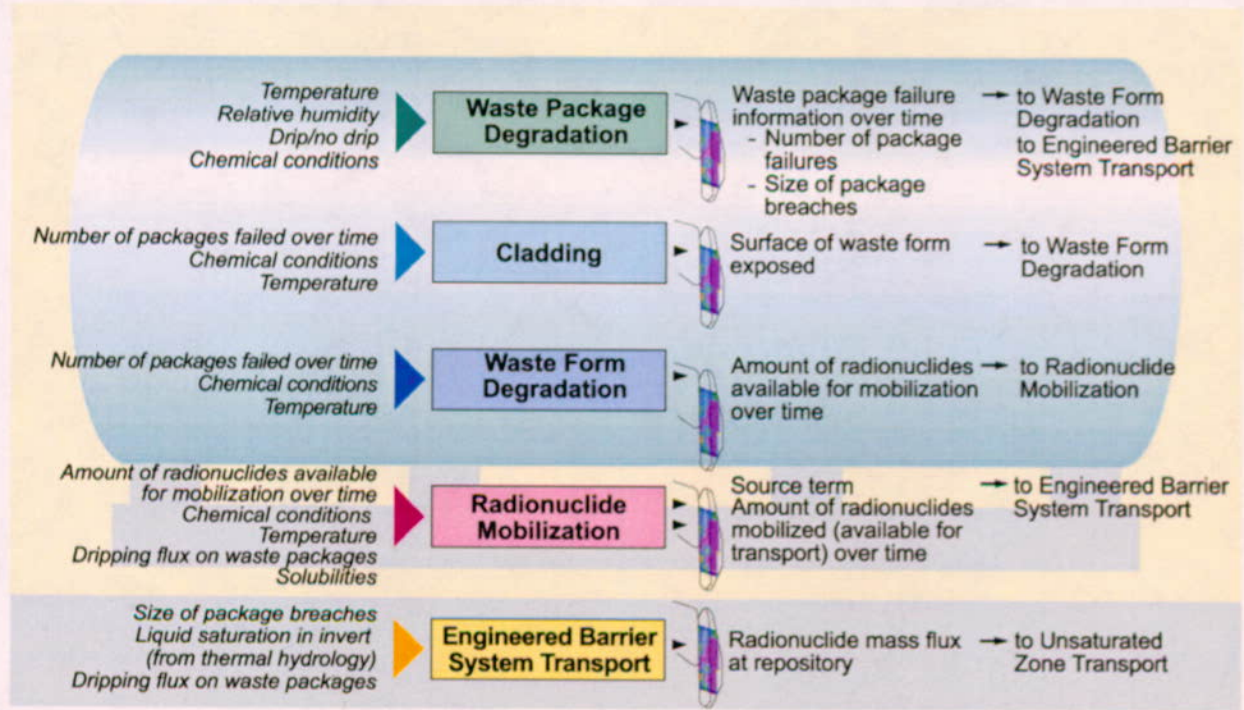 Temperature
Relative humidity
Drip/no drip
Chemical conditions
Waste Package
Degradation
Waste package failure
information over time
- Number of package
failures
- Size of package
breaches
to Waste Form
Degradation
to Engineered Barrier
System Transport
Number of packages failed over time
Chemical conditions
Temperature
Cladding
Surface of waste form
exposed
to Waste Form
Degradation
Number of packages failed over time
Chemical conditions
Temperature
Waste Form
Degradation
Amount of radionuclides
available for mobilization
over time
to Radionuclide
Mobilization
Amount of radionuclides available
for mobilization over time
Chemical conditions
Temperature
Dripping flux on waste packages
Solubilities
Radionuclide
Mobilization
Source term
Amount of radionuclides
mobilized (available for
transport) over time
to Engineered Barrier
System Transport
Size of package breaches
Liquid saturation in invert
(from thermal hydrology)
Dripping flux on waste packages
Engineered Barrier
System Transport
Radionuclide mass flux
at repository
to Unsaturated
Zone Transport